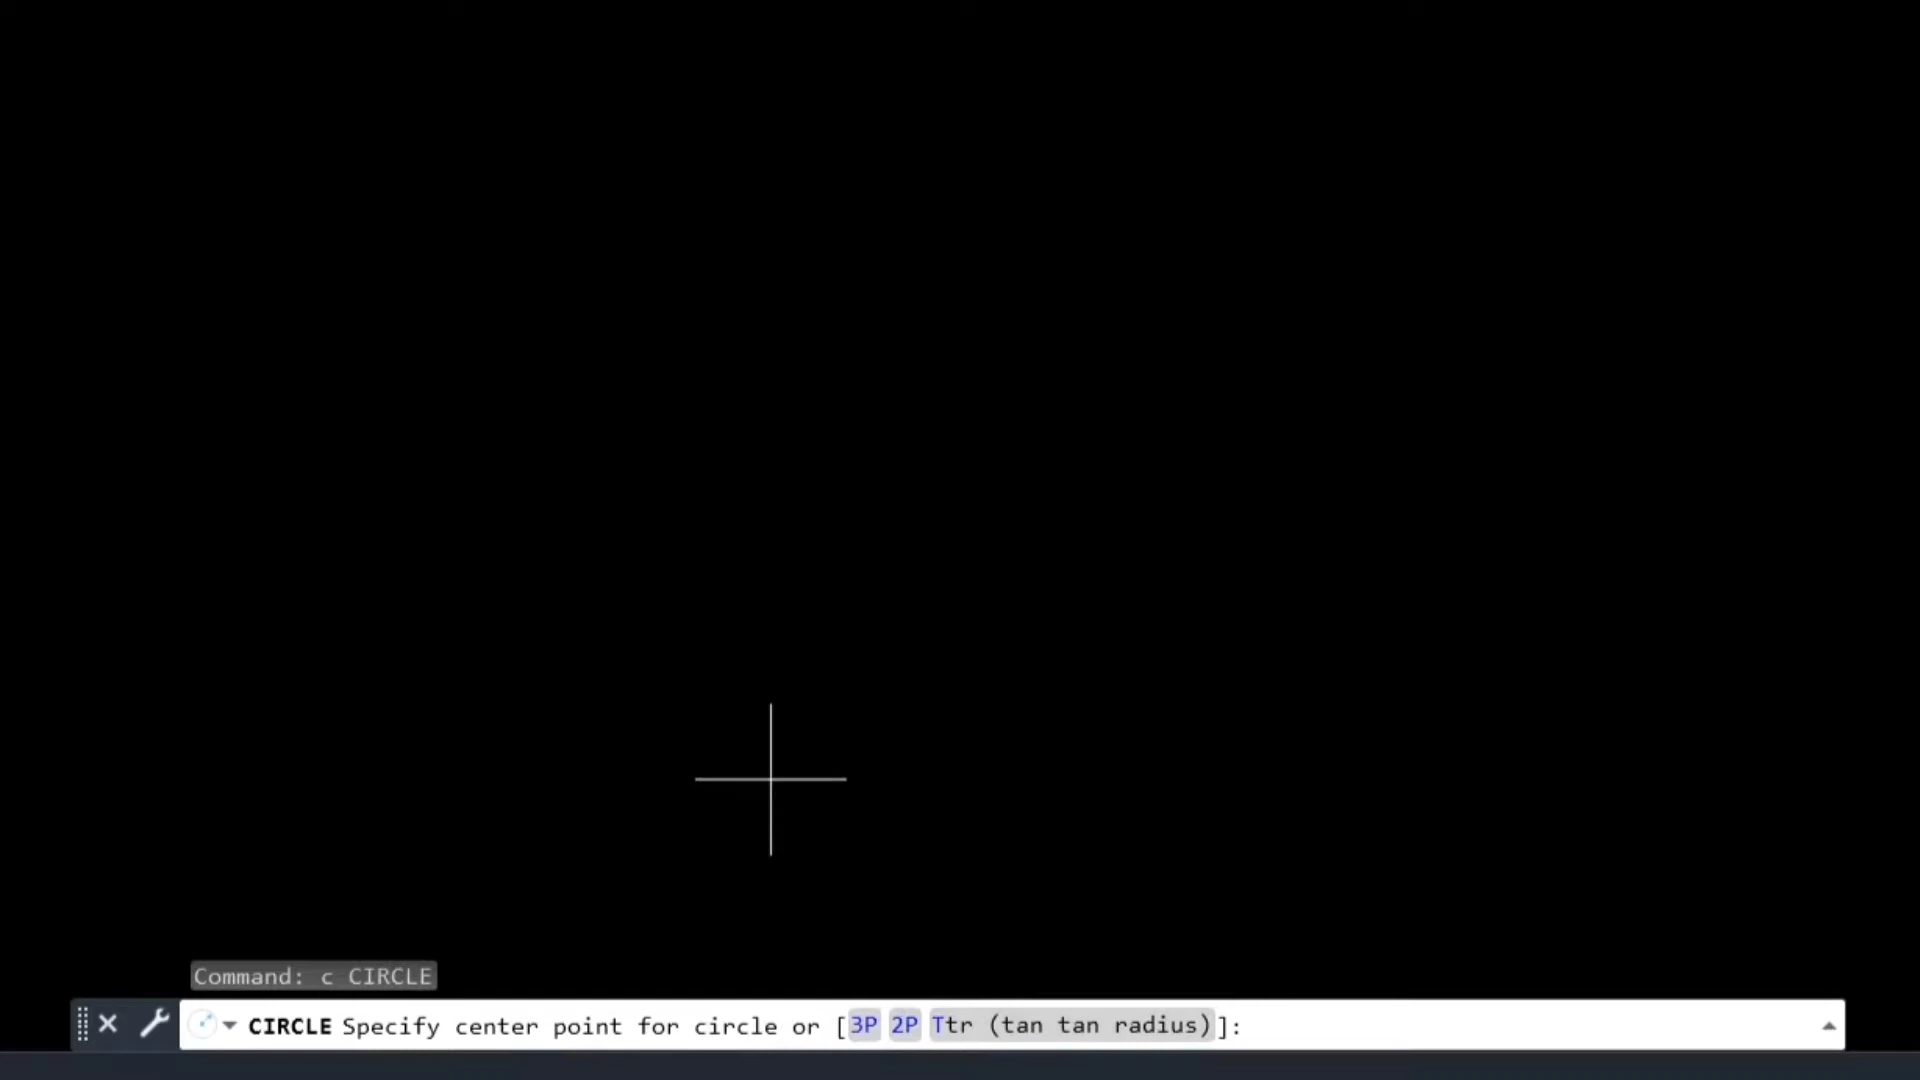 Command: c CIRCLE
CIRCLE Specify center point for circle or [3P 2P Ttr (tan tan radius)]: